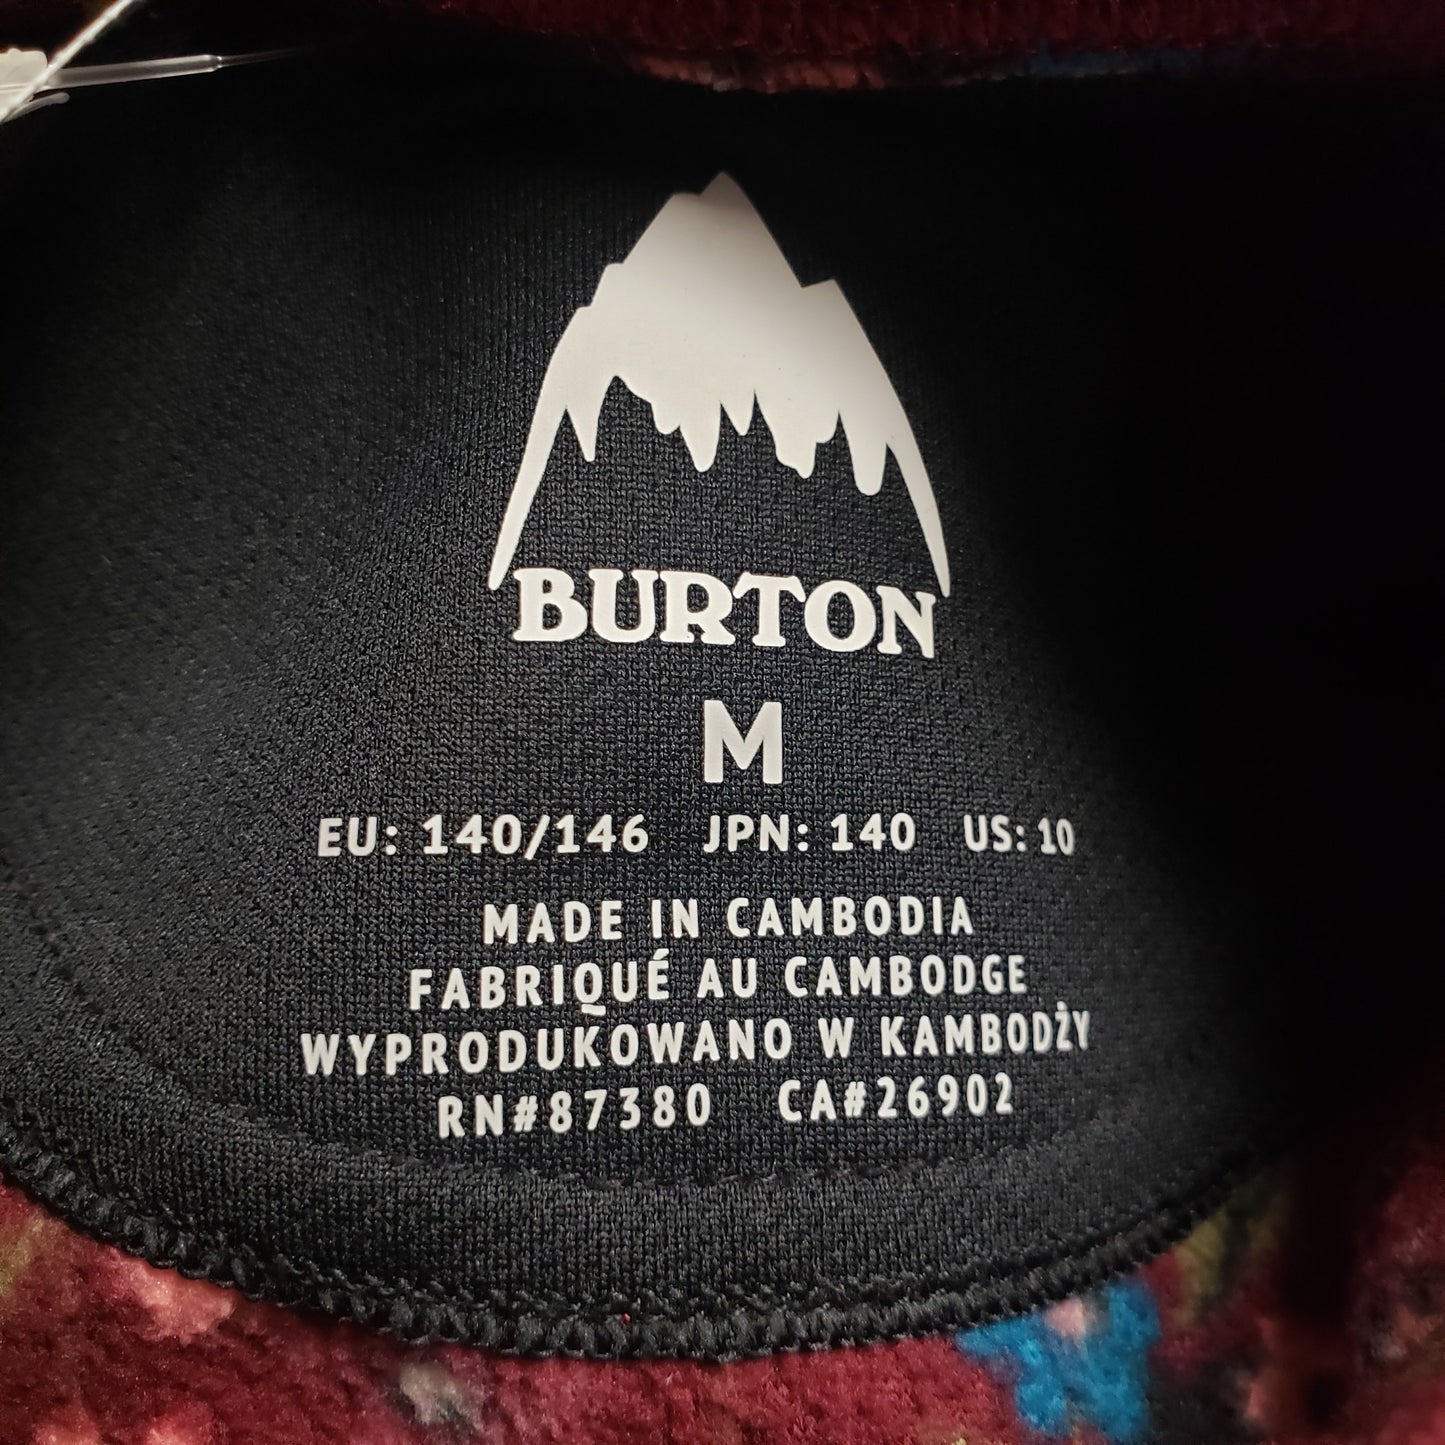 BURTON
M
EU: 140/146 JPN: 140 US: 10
MADE IN CAMBODIA
FABRIQUÉ AU CAMBODGE
WYPRODUKOWANO W KAMBODŻY
RN#87380 CA#26902